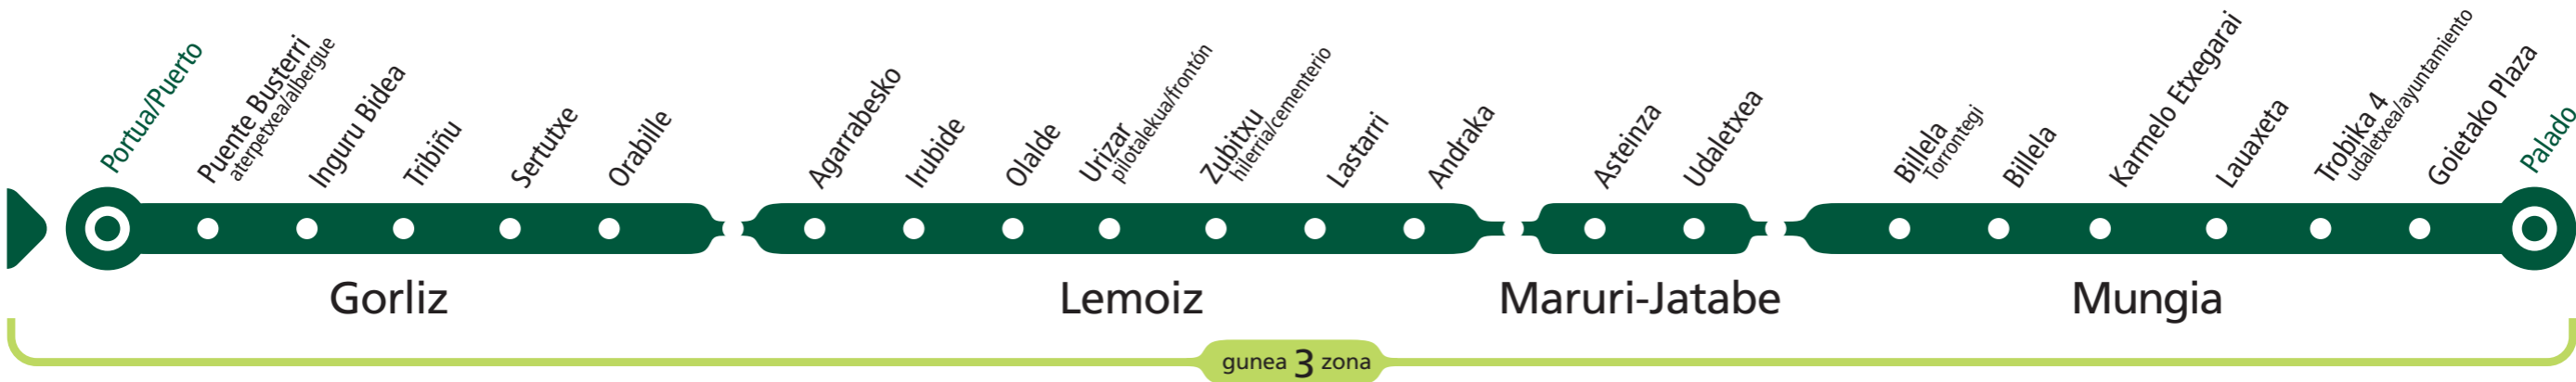 Portua/Puerto
Puente Busterri
aterpetxea/albergue
Inguru Bidea
Tribiñu
Sertutxe
Orabille
Agarrabesko
Irubide
Olalde
Urizar
pilotalekua/frontón
Zubitxu
hilerria/cementerio
Lastarri
Andraka
Asteinza
Udaletxea
Billela
Torrontegi
Billela
Karmelo Etxegarai
Lauaxeta
Trobika 4
udaletxea/ayuntamiento
Goietako Plaza
Palado
Gorliz
Lemoiz
Maruri-Jatabe
Mungia
gunea 3 zona